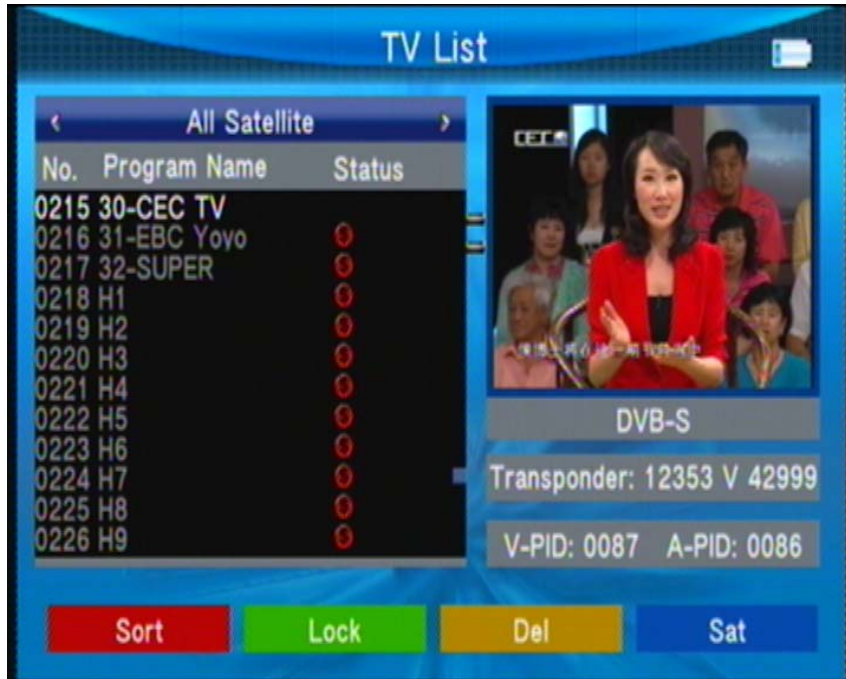 TV List
All Satellite
No. Program Name Status
0215 30-CEC TV
0216 31-EBC Yoyo
0217 32-SUPER
0218 H1
0219 H2
0220 H3
0221 H4
0222 H5
0223 H6
0224 H7
0225 H8
0226 H9
CEC
DVB-S
Transponder: 12353 V 42999
V-PID: 0087 A-PID: 0086
Sort Lock Del Sat